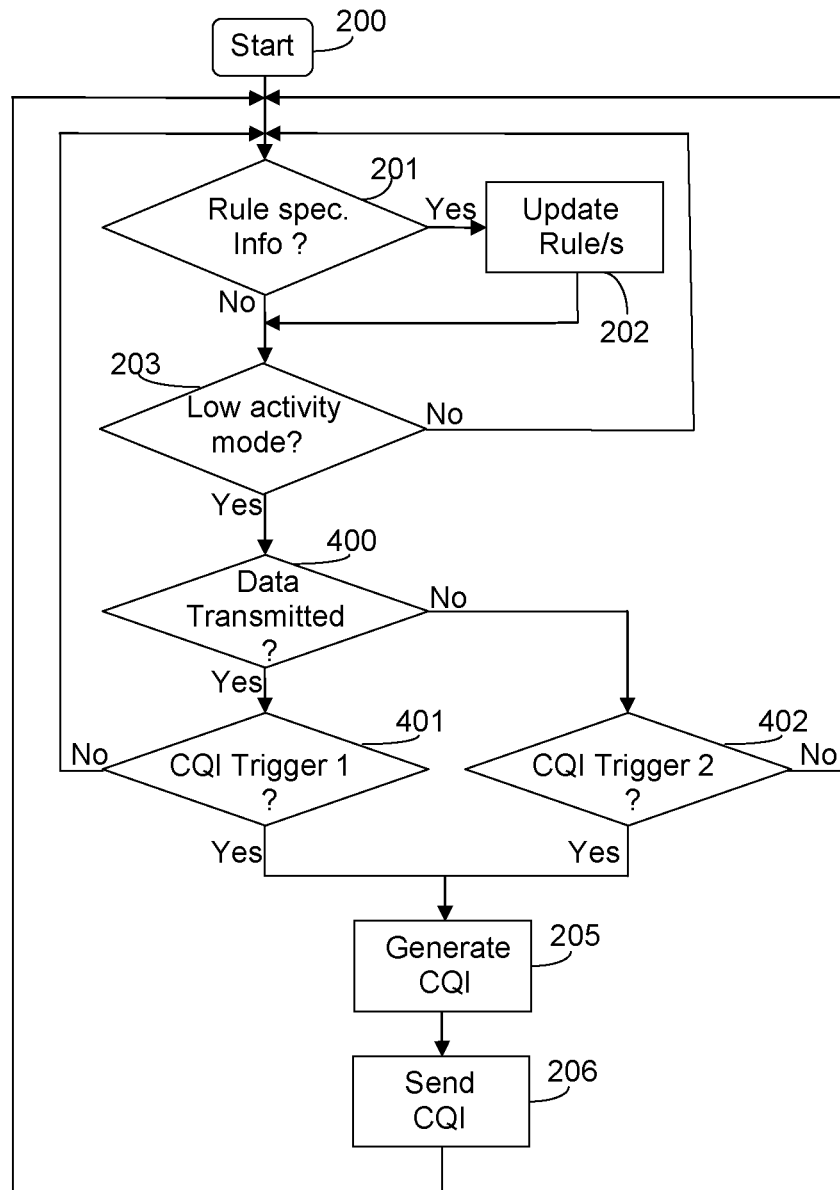 Start
200
201
Rule spec.
Info ?
Yes
Update
Rule/s
202
No
203
Low activity
mode?
No
Yes
400
Data
Transmitted
?
No
Yes
401
CQI Trigger 1
?
No
Yes
402
CQI Trigger 2
?
No
Yes
Generate
CQI
205
Send
CQI
206